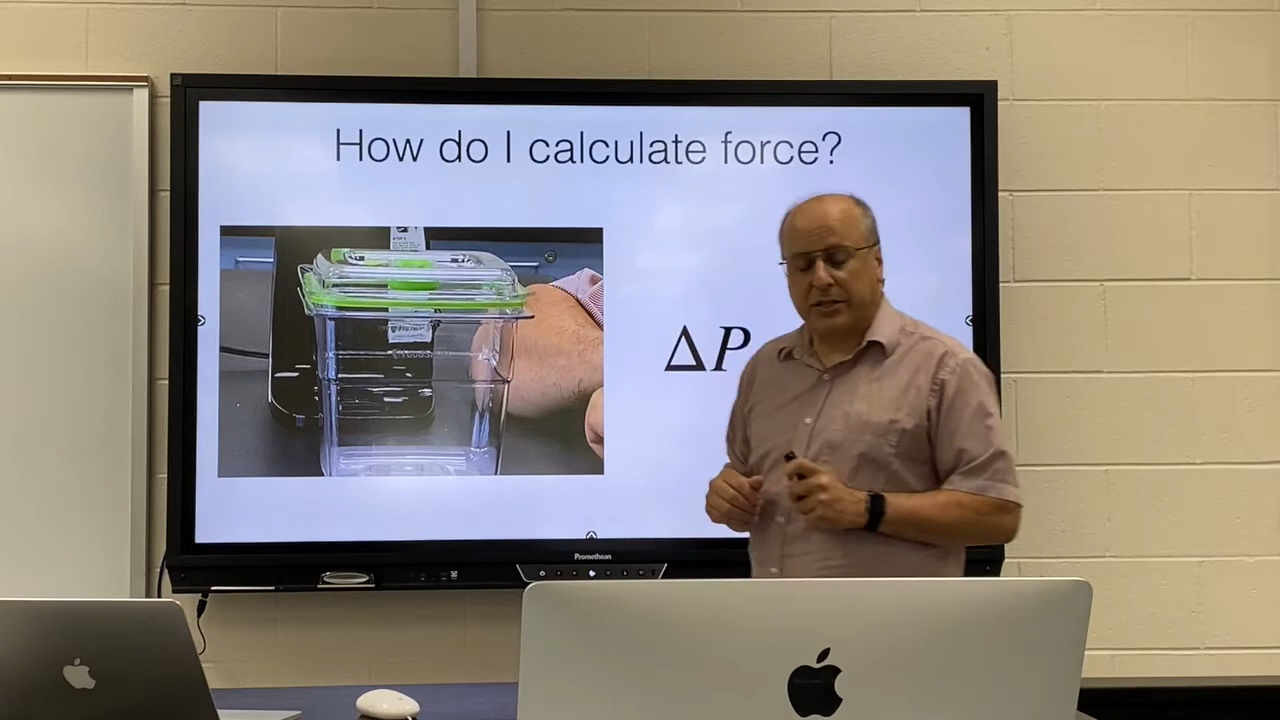 How do I calculate force?
ΔP
Promethean